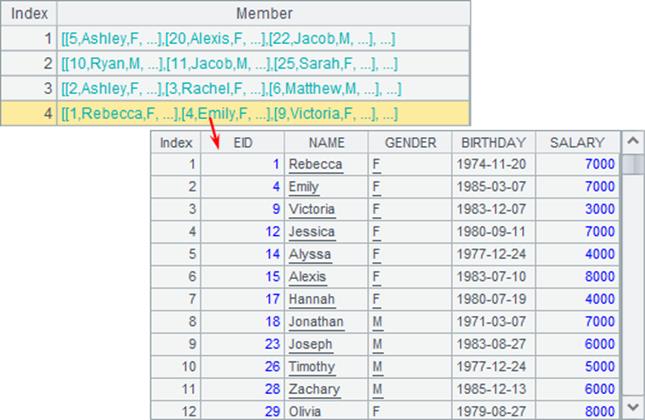 Index Member
1 [[5,Ashley,F, ...],[20,Alexis,F, ...],[22,Jacob,M, ...], ...]
2 [[10,Ryan,M, ...],[11,Jacob,M, ...],[25,Sarah,F, ...], ...]
3 [[2,Ashley,F, ...],[3,Rachel,F, ...],[6,Matthew,M, ...], ...]
4 [[1,Rebecca,F, ...],[4,Emily,F, ...],[9,Victoria,F, ...], ...]
Index EID NAME GENDER BIRTHDAY SALARY
1 1 Rebecca F 1974-11-20 7000
2 4 Emily F 1985-03-07 7000
3 9 Victoria F 1983-12-07 3000
4 12 Jessica F 1980-09-11 7000
5 14 Alyssa F 1977-12-24 4000
6 15 Alexis F 1983-07-10 8000
7 17 Hannah F 1980-07-19 4000
8 18 Jonathan M 1971-03-07 7000
9 23 Joseph M 1983-08-27 6000
10 26 Timothy M 1977-12-24 5000
11 28 Zachary M 1985-12-13 6000
12 29 Olivia F 1979-08-27 8000